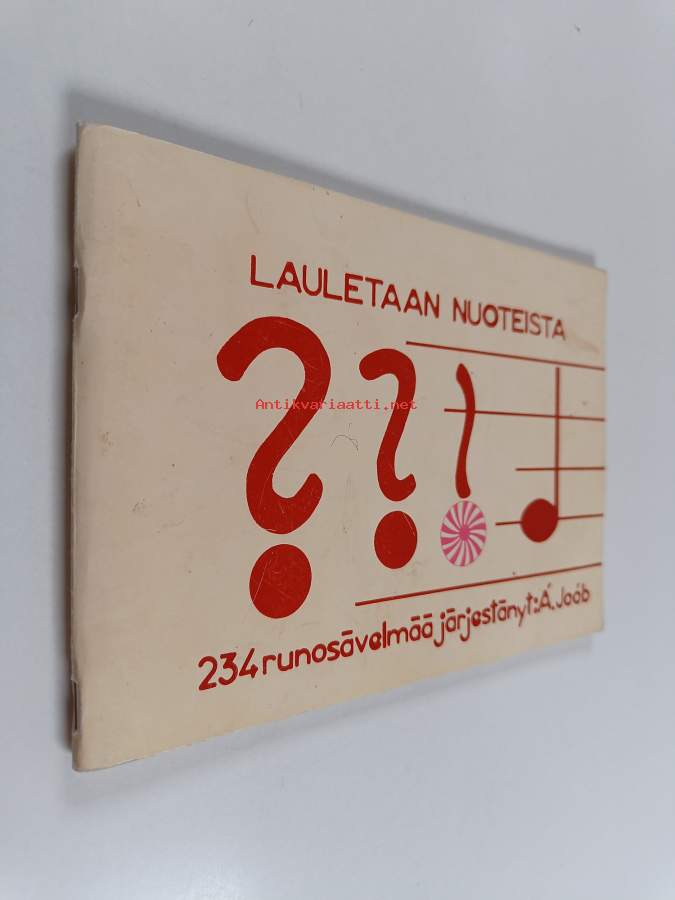 LAULETAAN NUOTEISTA
? ?
Antikvariaatti.net
234 runosävelmää järjestänyt: Á. Joób